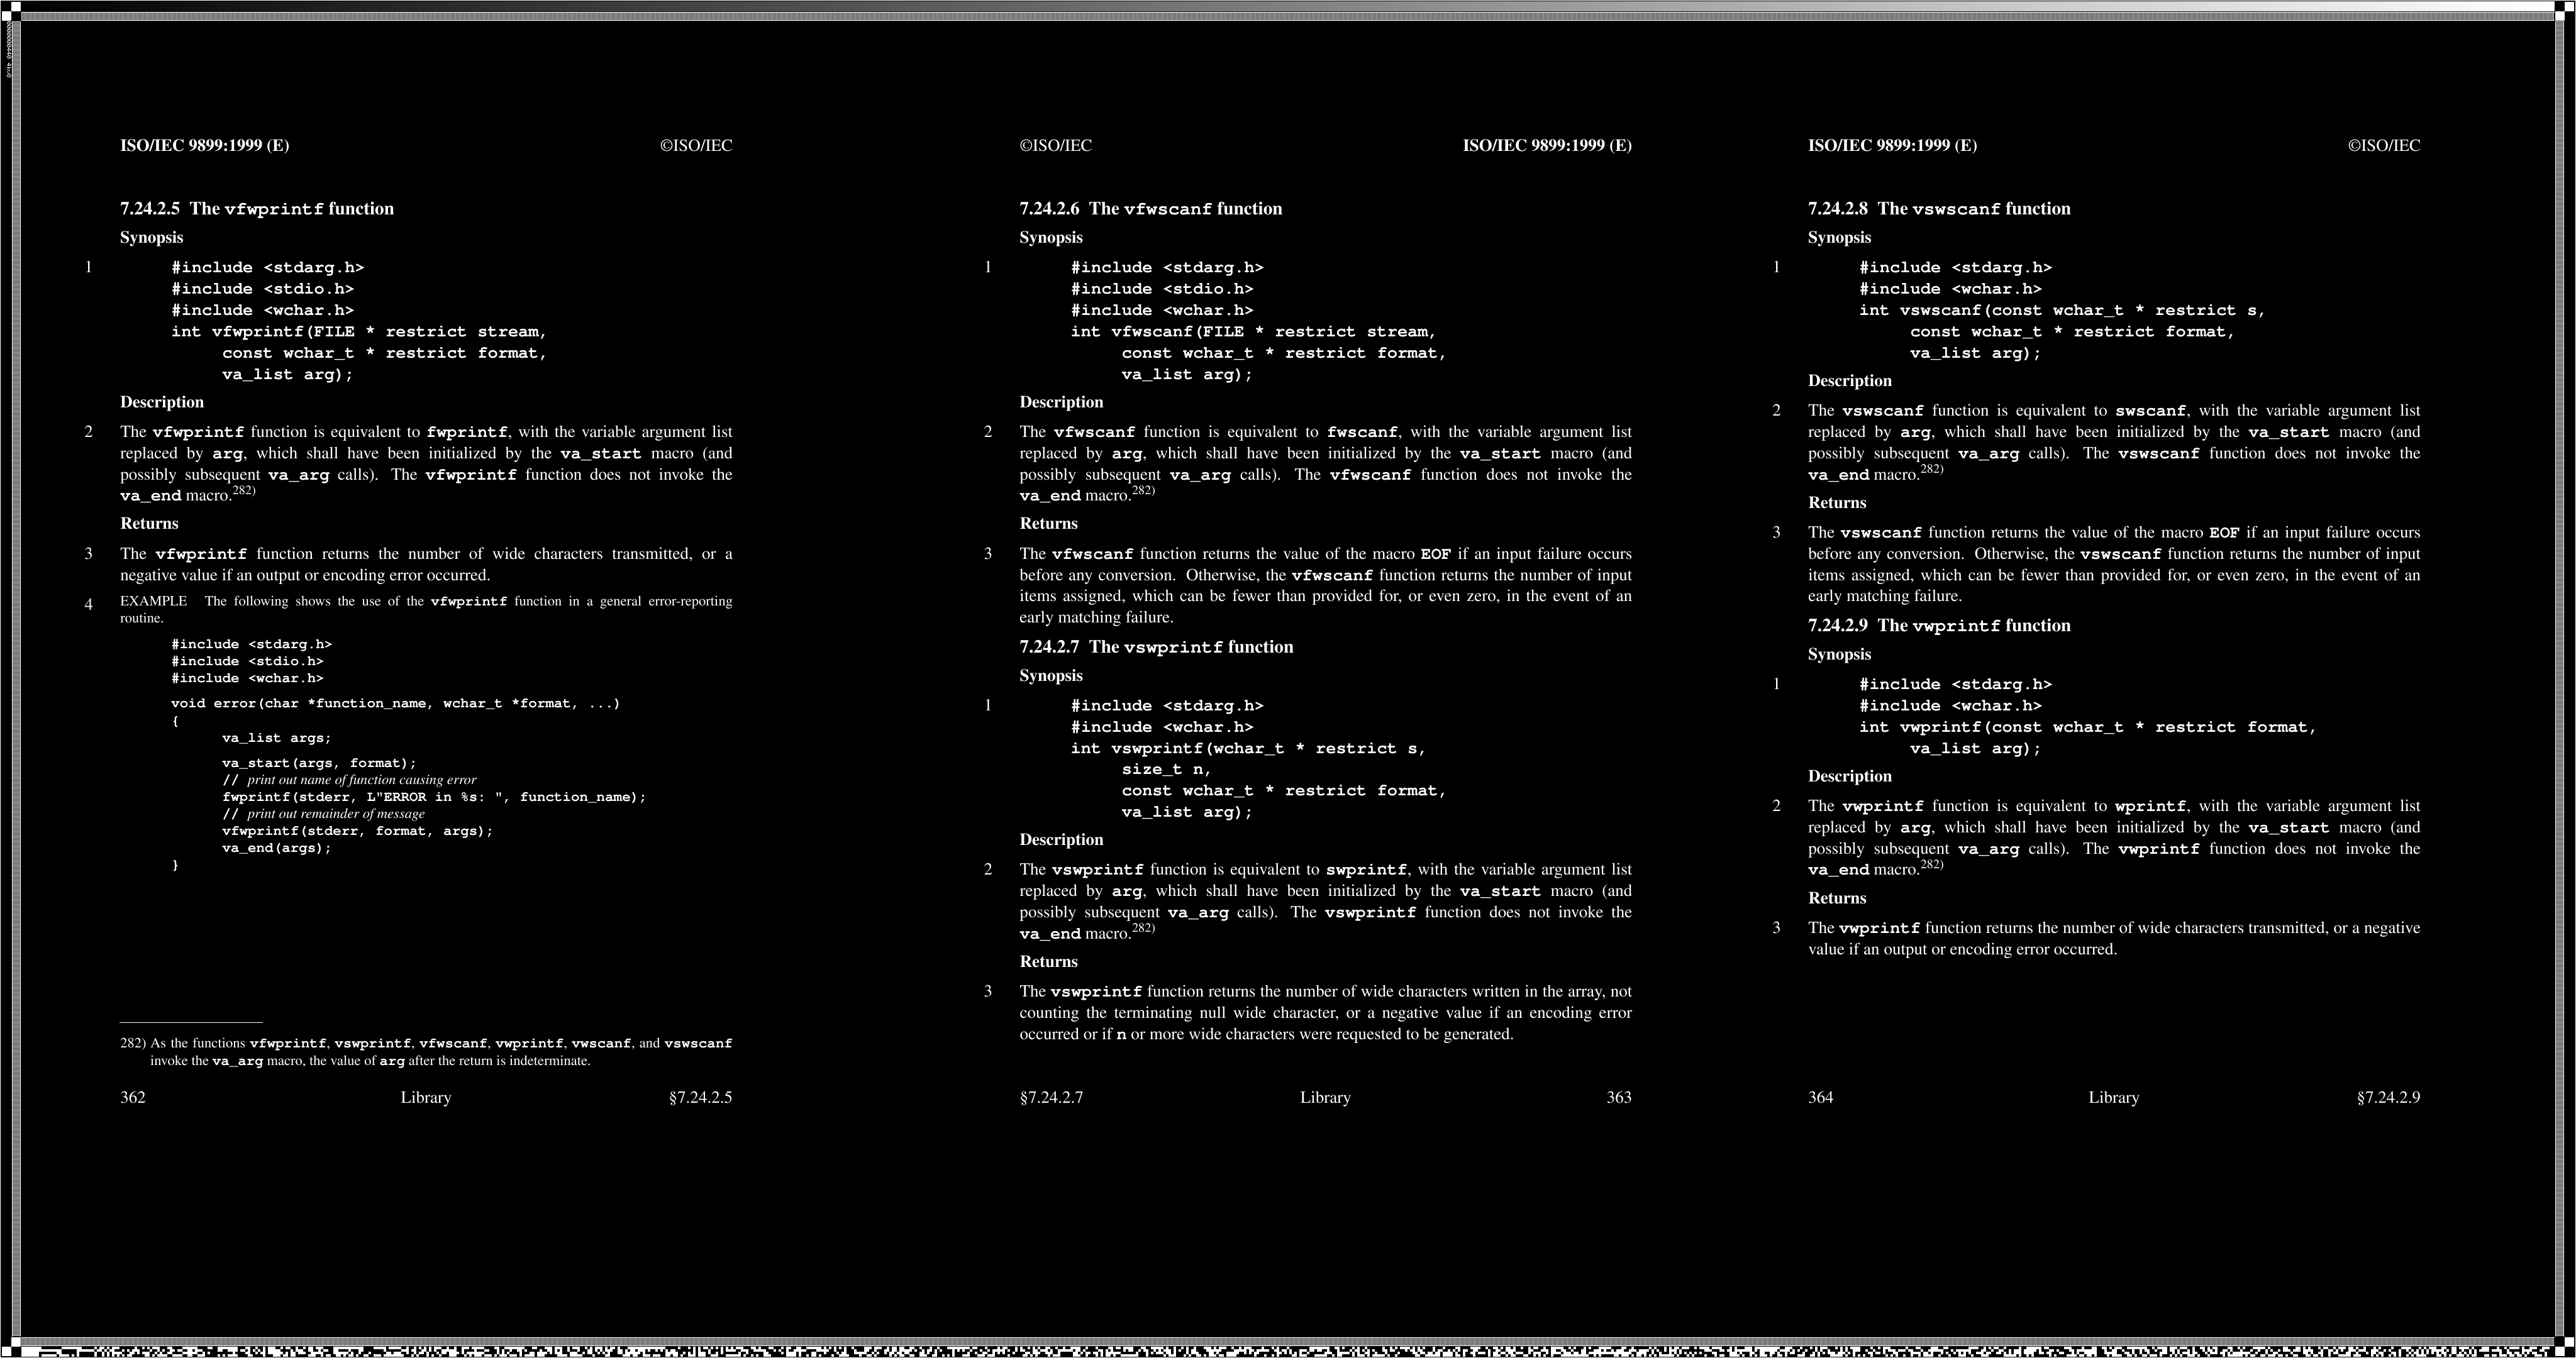 ISO/IEC 9899:1999 (E) ©ISO/IEC
7.24.2.5 The vfwprintf function
Synopsis
1 #include <stdarg.h>
#include <stdio.h>
#include <wchar.h>
int vfwprintf(FILE * restrict stream,
const wchar_t * restrict format,
va_list arg);
Description
2 The vfwprintf function is equivalent to fwprintf, with the variable argument list
replaced by arg, which shall have been initialized by the va_start macro (and
possibly subsequent va_arg calls). The vfwprintf function does not invoke the
va_end macro.282)
Returns
3 The vfwprintf function returns the number of wide characters transmitted, or a
negative value if an output or encoding error occurred.
4 EXAMPLE The following shows the use of the vfwprintf function in a general error-reporting
routine.
#include <stdarg.h>
#include <stdio.h>
#include <wchar.h>
void error(char *function_name, wchar_t *format, ...)
{
va_list args;
va_start(args, format);
// print out name of function causing error
fwprintf(stderr, L"ERROR in %s: ", function_name);
// print out remainder of message
vfwprintf(stderr, format, args);
va_end(args);
}
282) As the functions vfwprintf, vswprintf, vfwscanf, vwprintf, vwscanf, and vswscanf
invoke the va_arg macro, the value of arg after the return is indeterminate.
362 Library §7.24.2.5
©ISO/IEC ISO/IEC 9899:1999 (E)
7.24.2.6 The vfwscanf function
Synopsis
1 #include <stdarg.h>
#include <stdio.h>
#include <wchar.h>
int vfwscanf(FILE * restrict stream,
const wchar_t * restrict format,
va_list arg);
Description
2 The vfwscanf function is equivalent to fwscanf, with the variable argument list
replaced by arg, which shall have been initialized by the va_start macro (and
possibly subsequent va_arg calls). The vfwscanf function does not invoke the
va_end macro.282)
Returns
3 The vfwscanf function returns the value of the macro EOF if an input failure occurs
before any conversion. Otherwise, the vfwscanf function returns the number of input
items assigned, which can be fewer than provided for, or even zero, in the event of an
early matching failure.
7.24.2.7 The vswprintf function
Synopsis
1 #include <stdarg.h>
#include <wchar.h>
int vswprintf(wchar_t * restrict s,
size_t n,
const wchar_t * restrict format,
va_list arg);
Description
2 The vswprintf function is equivalent to swprintf, with the variable argument list
replaced by arg, which shall have been initialized by the va_start macro (and
possibly subsequent va_arg calls). The vswprintf function does not invoke the
va_end macro.282)
Returns
3 The vswprintf function returns the number of wide characters written in the array, not
counting the terminating null wide character, or a negative value if an encoding error
occurred or if n or more wide characters were requested to be generated.
§7.24.2.7 Library 363
ISO/IEC 9899:1999 (E) ©ISO/IEC
7.24.2.8 The vswscanf function
Synopsis
1 #include <stdarg.h>
#include <wchar.h>
int vswscanf(const wchar_t * restrict s,
const wchar_t * restrict format,
va_list arg);
Description
2 The vswscanf function is equivalent to swscanf, with the variable argument list
replaced by arg, which shall have been initialized by the va_start macro (and
possibly subsequent va_arg calls). The vswscanf function does not invoke the
va_end macro.282)
Returns
3 The vswscanf function returns the value of the macro EOF if an input failure occurs
before any conversion. Otherwise, the vswscanf function returns the number of input
items assigned, which can be fewer than provided for, or even zero, in the event of an
early matching failure.
7.24.2.9 The vwprintf function
Synopsis
1 #include <stdarg.h>
#include <wchar.h>
int vwprintf(const wchar_t * restrict format,
va_list arg);
Description
2 The vwprintf function is equivalent to wprintf, with the variable argument list
replaced by arg, which shall have been initialized by the va_start macro (and
possibly subsequent va_arg calls). The vwprintf function does not invoke the
va_end macro.282)
Returns
3 The vwprintf function returns the number of wide characters transmitted, or a negative
value if an output or encoding error occurred.
364 Library §7.24.2.9